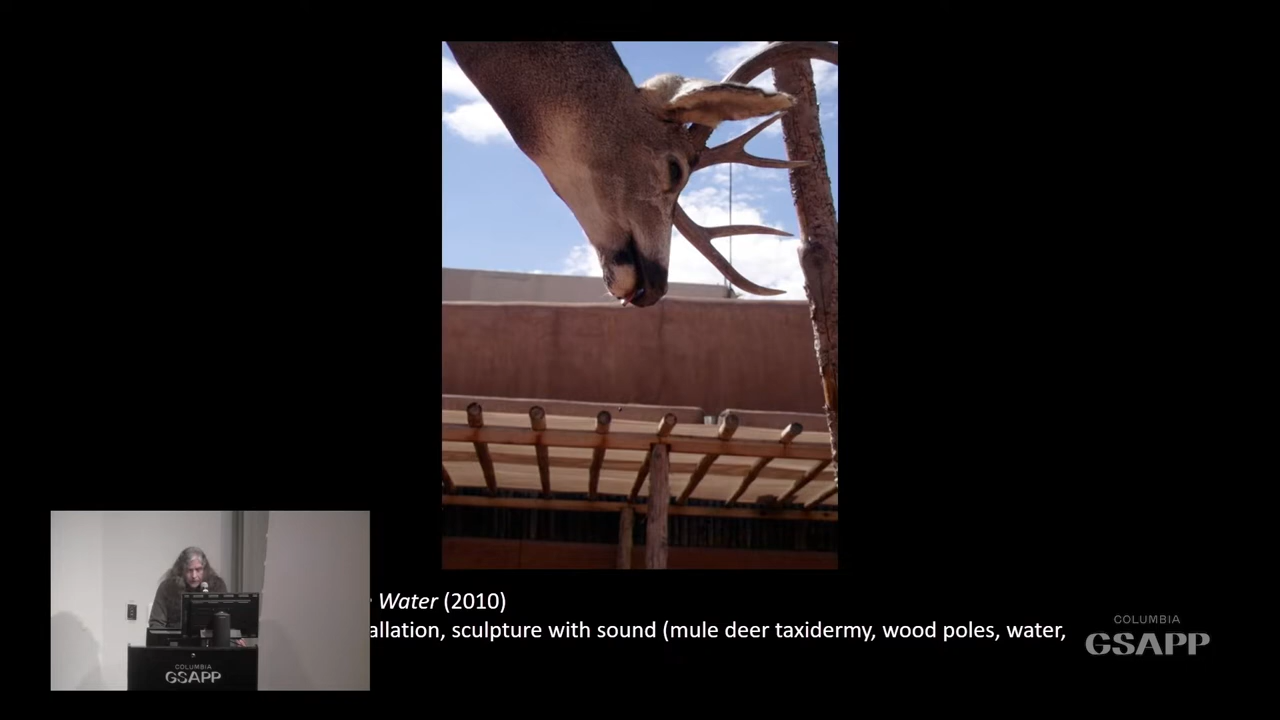 Water (2010)
allation, sculpture with sound (mule deer taxidermy, wood poles, water,
COLUMBIA
GSAPP
COLUMBIA
GSAPP